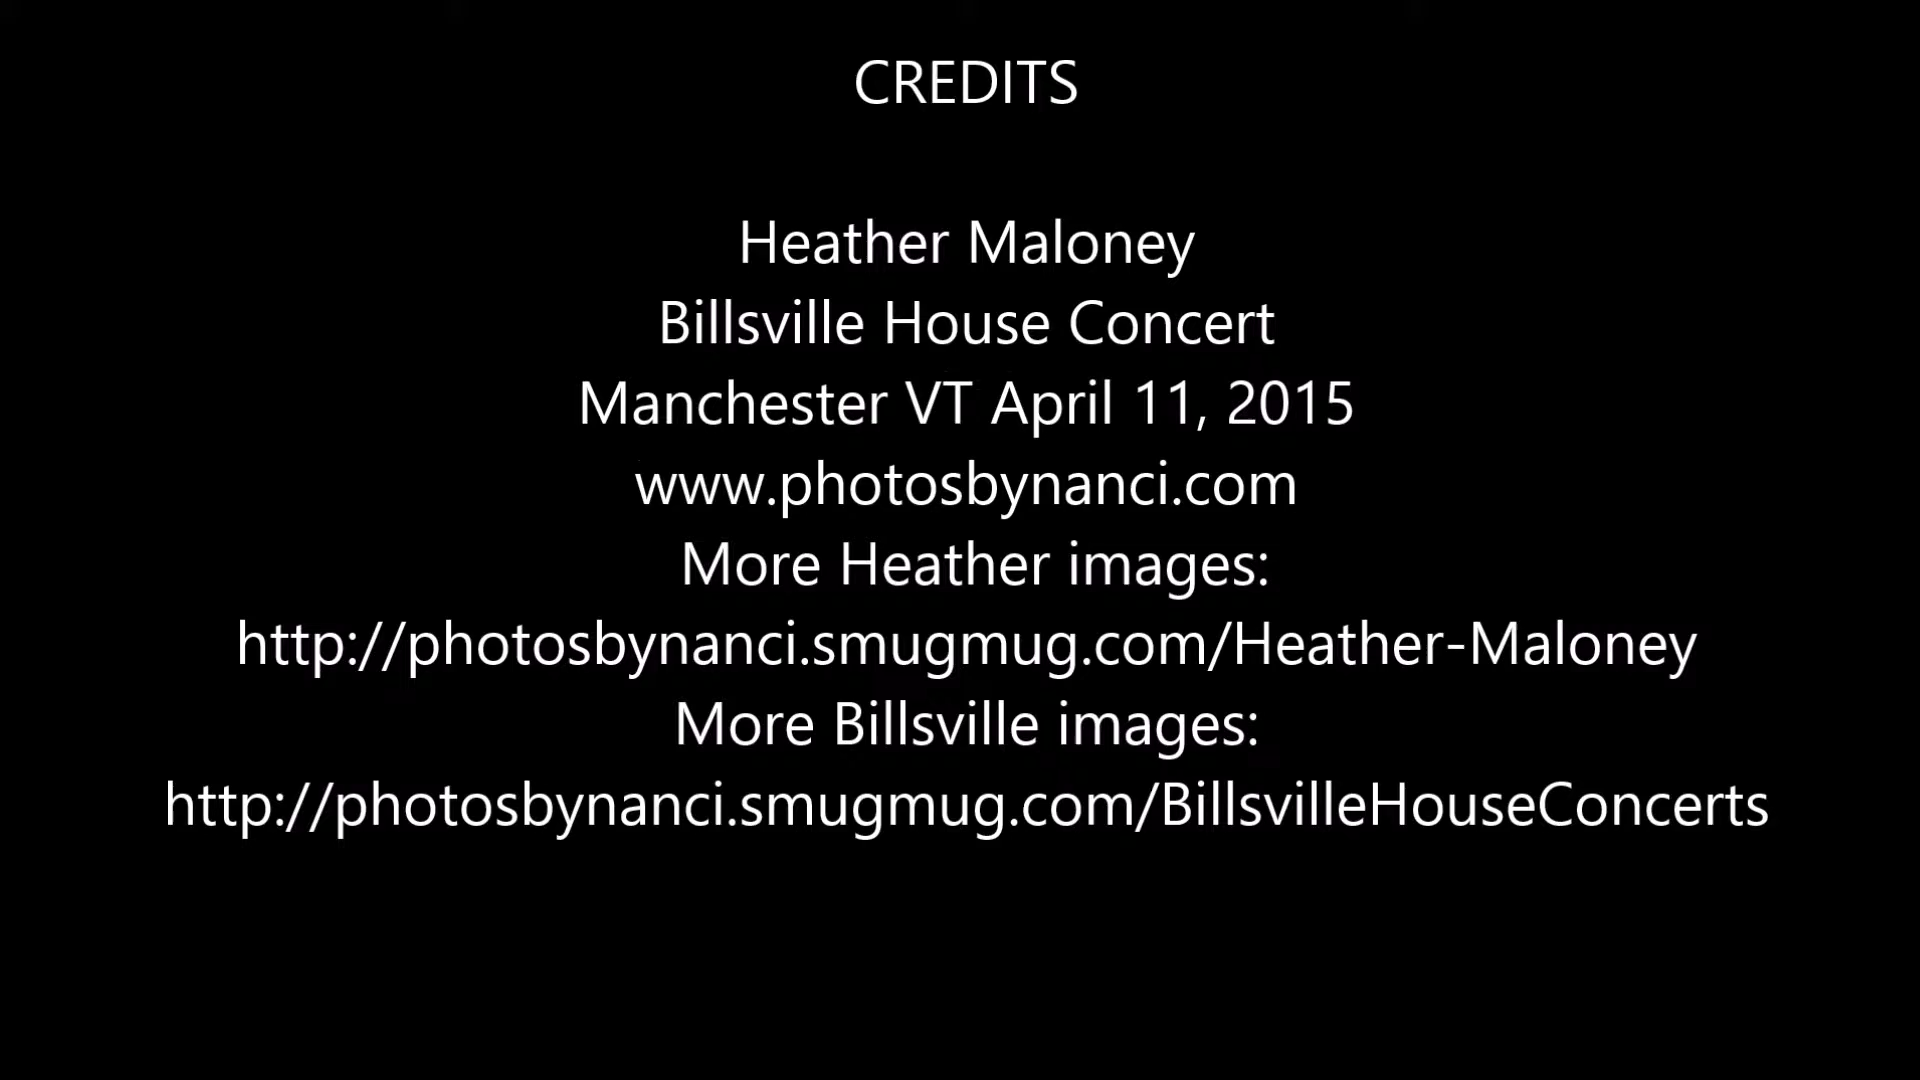 CREDITS
Heather Maloney
Billsville House Concert
Manchester VT April 11, 2015
www.photosbynanci.com
More Heather images:
http://photosbynanci.smugmug.com/Heather-Maloney
More Billsville images:
http://photosbynanci.smugmug.com/BillsvilleHouseConcerts